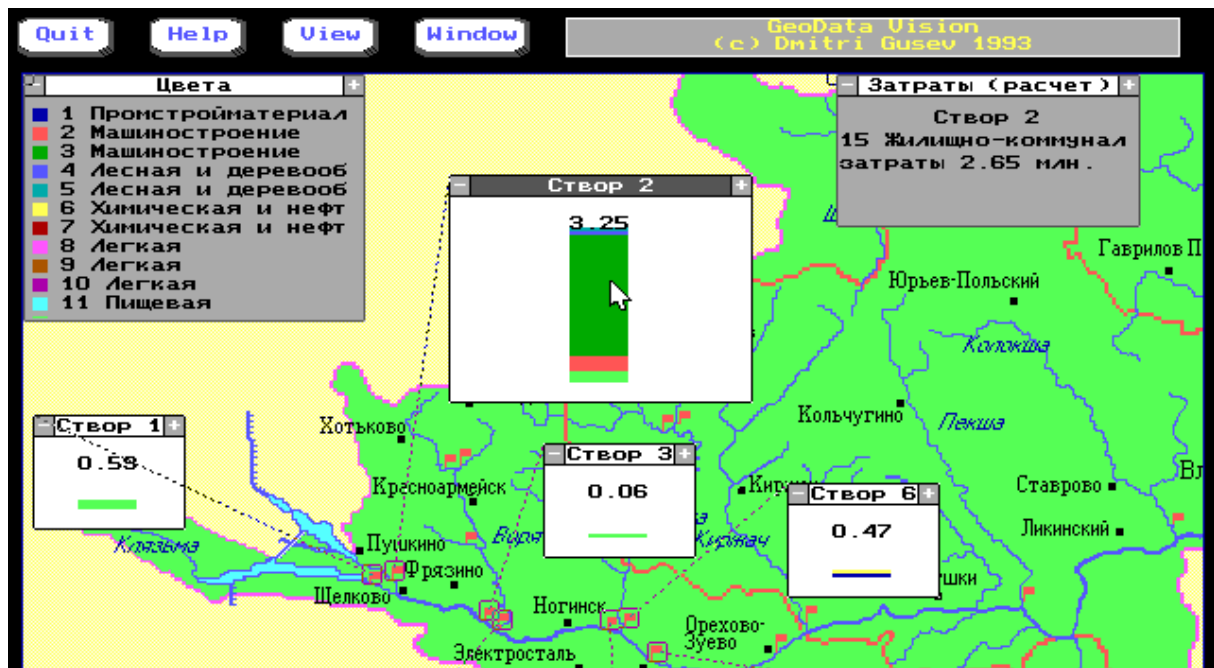 Quit Help View Window
GeoData Vision
(c) Dmitri Gusev 1993
Цвета
1 Промстройматериал
2 Машиностроение
3 Машиностроение
4 Лесная и деревооб
5 Лесная и деревооб
6 Химическая и нефт
7 Химическая и нефт
8 Легкая
9 Легкая
10 Легкая
11 Пищевая
Затраты (расчет)
Створ 2
15 Жилищно-коммунал
затраты 2.65 млн.
Створ 2
3.25
Гаврилов П
Юрьев-Польский
Колокша
Кольчугино
Пекша
Створ 1
0.59
Хотьково
Створ 3
0.06
Красноармейск
Створ 6
0.47
Ставрово
Вл
Ликинский
Клязьма
Пушкино
Воря
Киржач
Фрязино
Щелково
ушки
Ногинск
Орехово-
Зуево
Электросталь